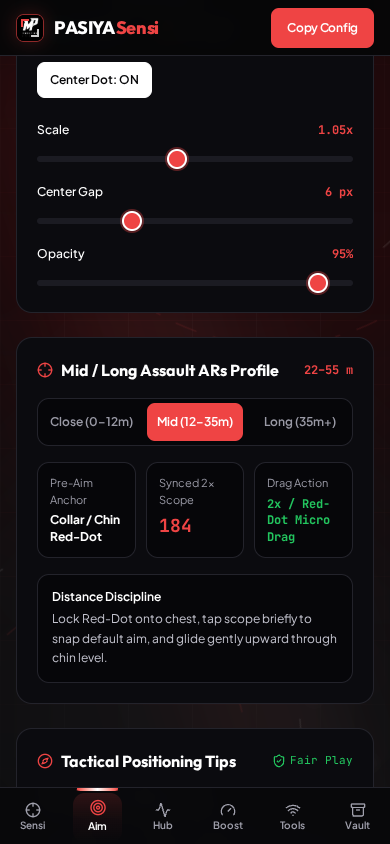 PASIYA Sensi
Copy Config
Center Dot: ON
Scale 1.05x
Center Gap 6 px
Opacity 95%
Mid / Long Assault ARs Profile 22–55 m
Close (0–12m) Mid (12–35m) Long (35m+)
Pre-Aim
Anchor
Collar / Chin
Red-Dot
Synced 2×
Scope
184
Drag Action
2x / Red-
Dot Micro
Drag
Distance Discipline
Lock Red-Dot onto chest, tap scope briefly to
snap default aim, and glide gently upward through
chin level.
Tactical Positioning Tips Fair Play
Sensi Aim Hub Boost Tools Vault